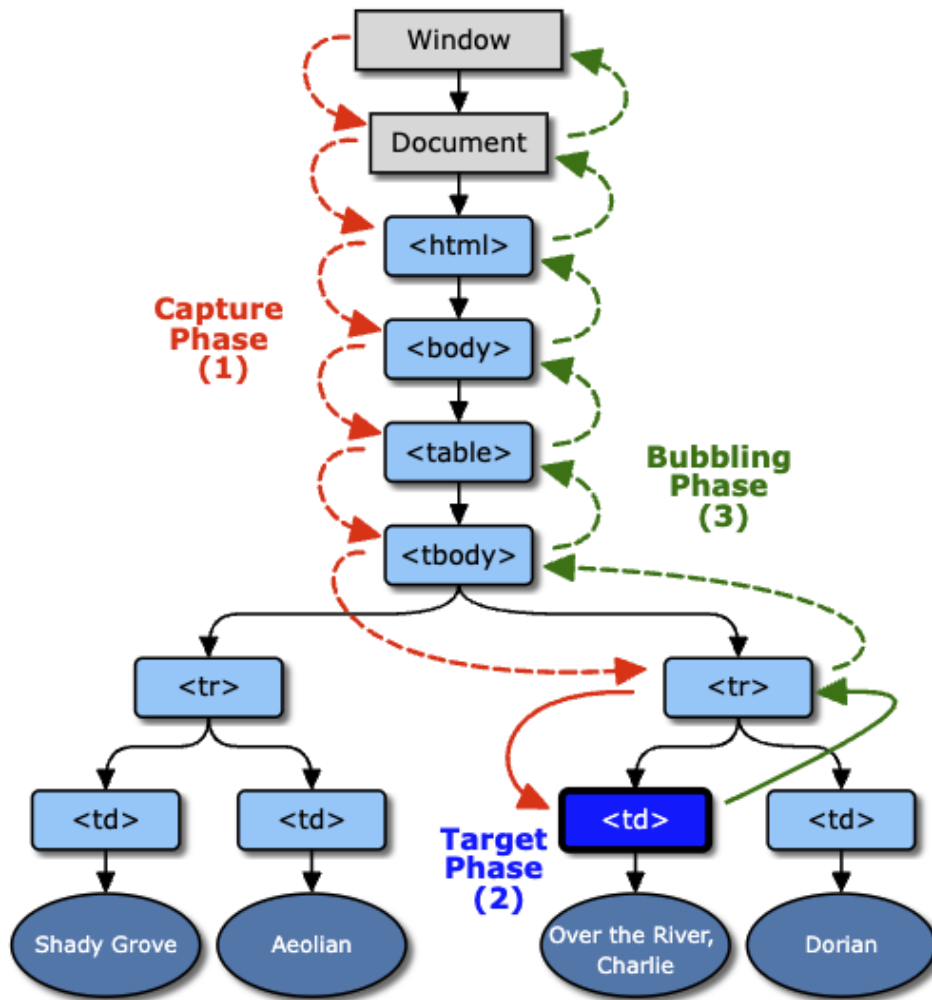 Window
Document
<html>
Capture
Phase
(1)
<body>
<table>
Bubbling
Phase
(3)
<tbody>
<tr>
<tr>
<td>
<td>
<td>
<td>
Target
Phase
(2)
Shady Grove
Aeolian
Over the River,
Charlie
Dorian